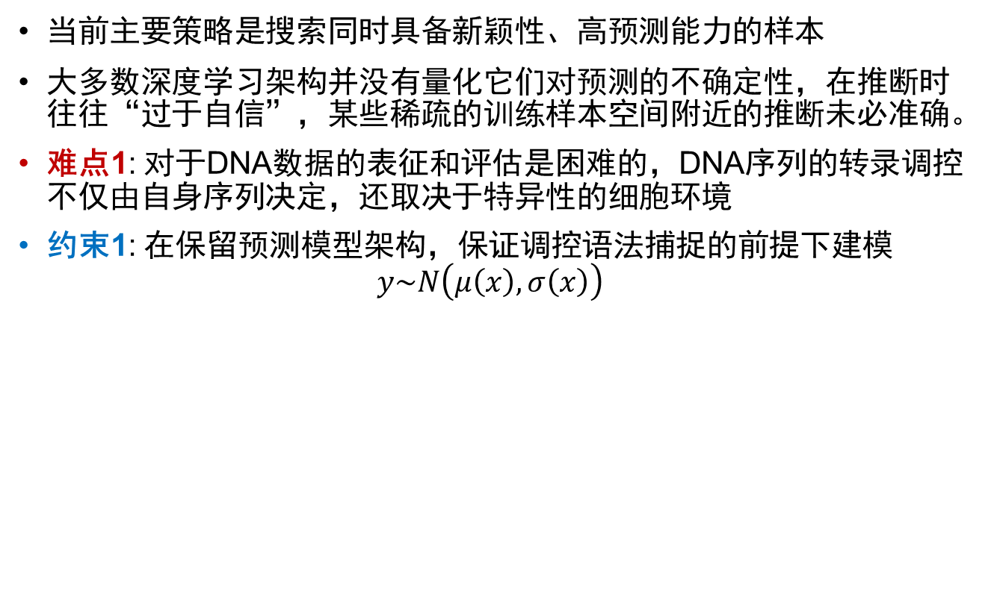 • 当前主要策略是搜索同时具备新颖性、高预测能力的样本
• 大多数深度学习架构并没有量化它们对预测的不确定性，在推断时
往往“过于自信”，某些稀疏的训练样本空间附近的推断未必准确。
• 难点1: 对于DNA数据的表征和评估是困难的，DNA序列的转录调控
不仅由自身序列决定，还取决于特异性的细胞环境
• 约束1: 在保留预测模型架构，保证调控语法捕捉的前提下建模
𝑦~𝑁(𝜇(𝑥),𝜎(𝑥))